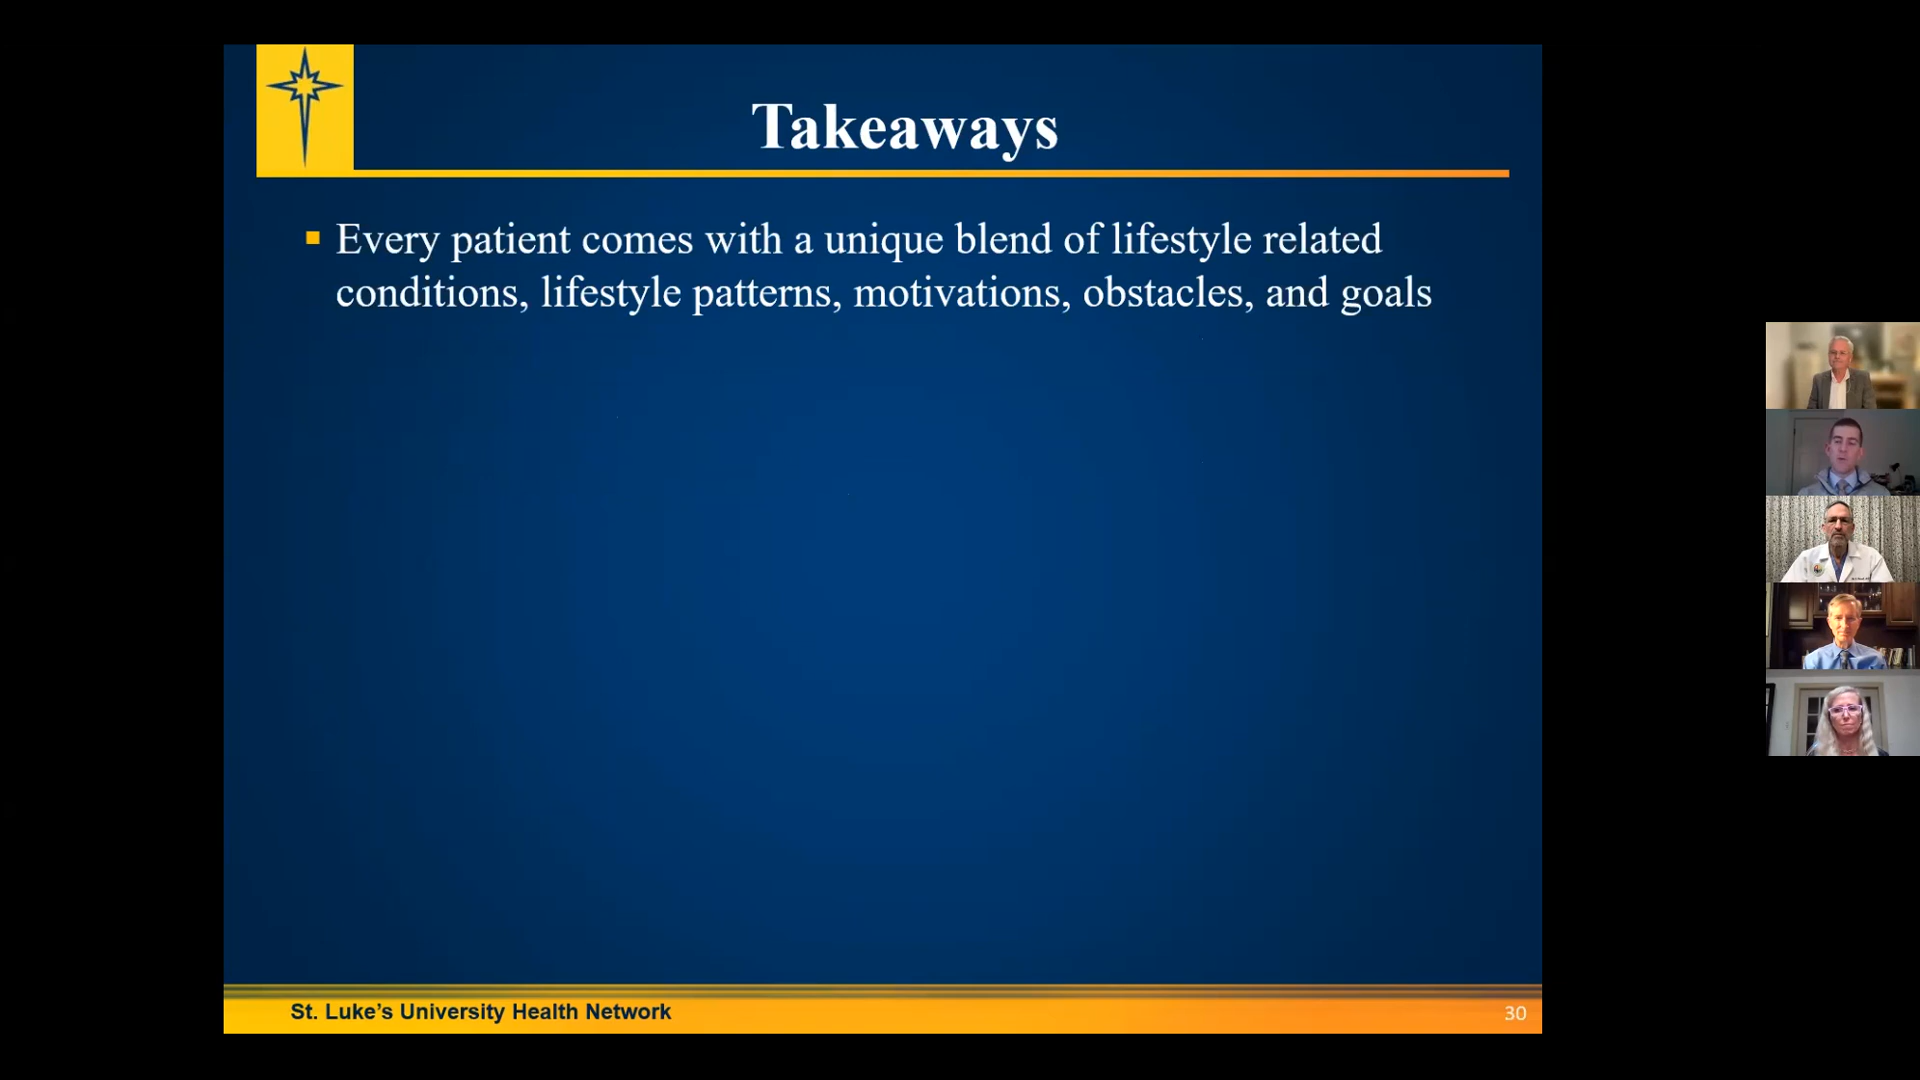 Takeaways
Every patient comes with a unique blend of lifestyle related
conditions, lifestyle patterns, motivations, obstacles, and goals
St. Luke’s University Health Network
30